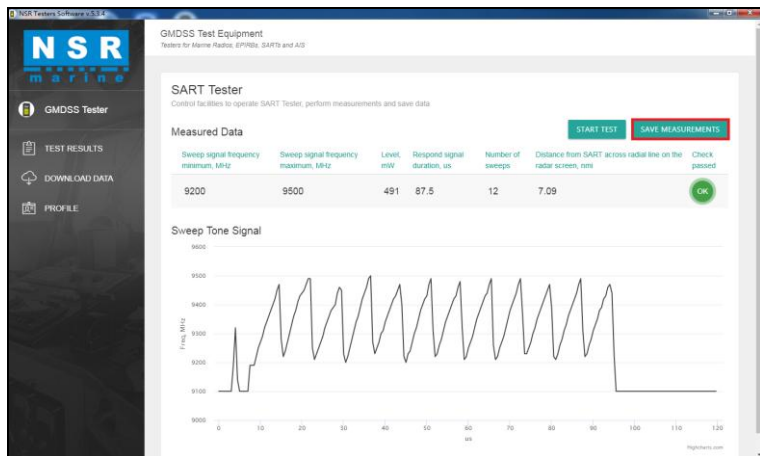 NSR Testers Software v.5.3.4
NSR
marine
GMDSS Tester
TEST RESULTS
DOWNLOAD DATA
PROFILE
GMDSS Test Equipment
Testers for Marine Radios, EPIRBs, SARTs and AIS
SART Tester
Control facilities to operate SART Tester, perform measurements and save data
Measured Data
START TEST
SAVE MEASUREMENTS
Sweep signal frequency minimum, MHz
Sweep signal frequency maximum, MHz
Level, mW
Respond signal duration, us
Number of sweeps
Distance from SART across radial line on the radar screen, nmi
Check passed
9200 9500 491 87.5 12 7.09 OK
Sweep Tone Signal
Freq, MHz
9600
9500
9400
9300
9200
9100
9000
0 10 20 30 40 50 60 70 80 90 100 110 120
us
Highcharts.com